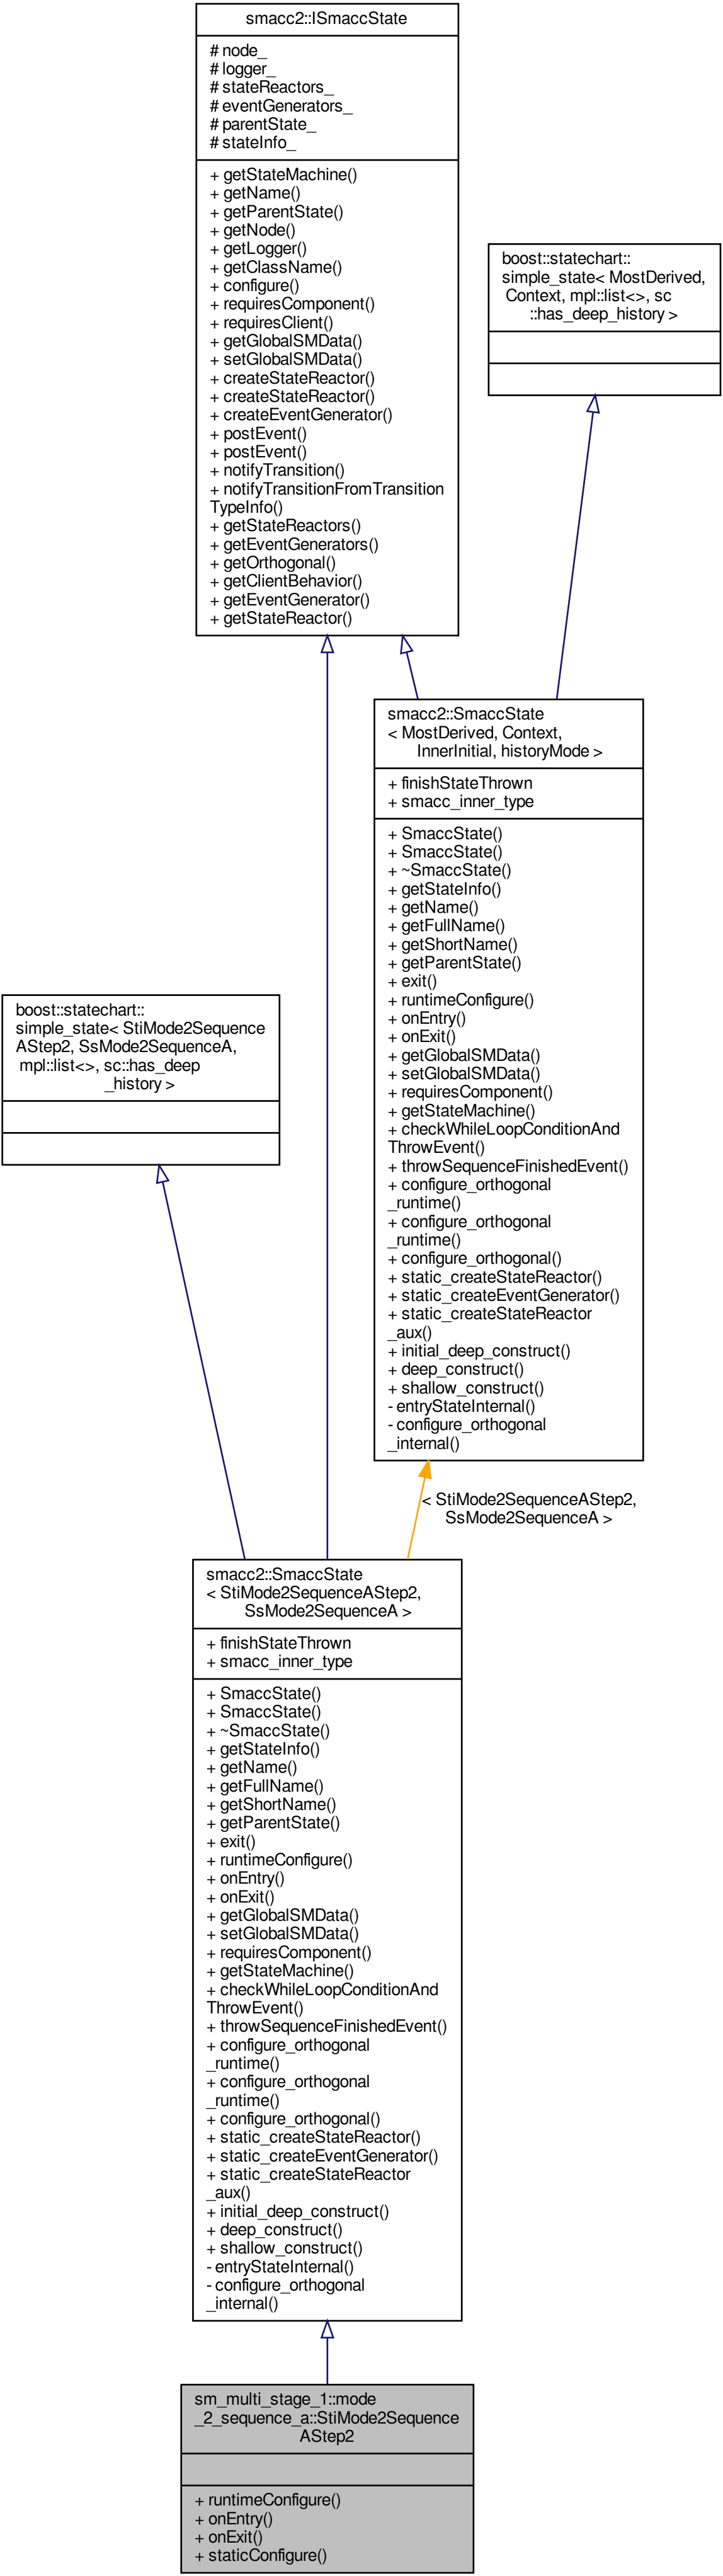 smacc2::ISmaccState
# node_
# logger_
# stateReactors_
# eventGenerators_
# parentState_
# stateInfo_
+ getStateMachine()
+ getName()
+ getParentState()
+ getNode()
+ getLogger()
+ getClassName()
+ configure()
+ requiresComponent()
+ requiresClient()
+ getGlobalSMData()
+ setGlobalSMData()
+ createStateReactor()
+ createStateReactor()
+ createEventGenerator()
+ postEvent()
+ postEvent()
+ notifyTransition()
+ notifyTransitionFromTransition
TypeInfo()
+ getStateReactors()
+ getEventGenerators()
+ getOrthogonal()
+ getClientBehavior()
+ getEventGenerator()
+ getStateReactor()
boost::statechart::
simple_state< MostDerived,
Context, mpl::list<>, sc
::has_deep_history >
smacc2::SmaccState
< MostDerived, Context,
InnerInitial, historyMode >
+ finishStateThrown
+ smacc_inner_type
+ SmaccState()
+ SmaccState()
+ ~SmaccState()
+ getStateInfo()
+ getName()
+ getFullName()
+ getShortName()
+ getParentState()
+ exit()
+ runtimeConfigure()
+ onEntry()
+ onExit()
+ getGlobalSMData()
+ setGlobalSMData()
+ requiresComponent()
+ getStateMachine()
+ checkWhileLoopConditionAnd
ThrowEvent()
+ throwSequenceFinishedEvent()
+ configure_orthogonal
_runtime()
+ configure_orthogonal
_runtime()
+ configure_orthogonal()
+ static_createStateReactor()
+ static_createEventGenerator()
+ static_createStateReactor
_aux()
+ initial_deep_construct()
+ deep_construct()
+ shallow_construct()
- entryStateInternal()
- configure_orthogonal
_internal()
boost::statechart::
simple_state< StiMode2Sequence
AStep2, SsMode2SequenceA,
mpl::list<>, sc::has_deep
_history >
< StiMode2SequenceAStep2,
SsMode2SequenceA >
smacc2::SmaccState
< StiMode2SequenceAStep2,
SsMode2SequenceA >
+ finishStateThrown
+ smacc_inner_type
+ SmaccState()
+ SmaccState()
+ ~SmaccState()
+ getStateInfo()
+ getName()
+ getFullName()
+ getShortName()
+ getParentState()
+ exit()
+ runtimeConfigure()
+ onEntry()
+ onExit()
+ getGlobalSMData()
+ setGlobalSMData()
+ requiresComponent()
+ getStateMachine()
+ checkWhileLoopConditionAnd
ThrowEvent()
+ throwSequenceFinishedEvent()
+ configure_orthogonal
_runtime()
+ configure_orthogonal
_runtime()
+ configure_orthogonal()
+ static_createStateReactor()
+ static_createEventGenerator()
+ static_createStateReactor
_aux()
+ initial_deep_construct()
+ deep_construct()
+ shallow_construct()
- entryStateInternal()
- configure_orthogonal
_internal()
sm_multi_stage_1::mode
_2_sequence_a::StiMode2Sequence
AStep2
+ runtimeConfigure()
+ onEntry()
+ onExit()
+ staticConfigure()